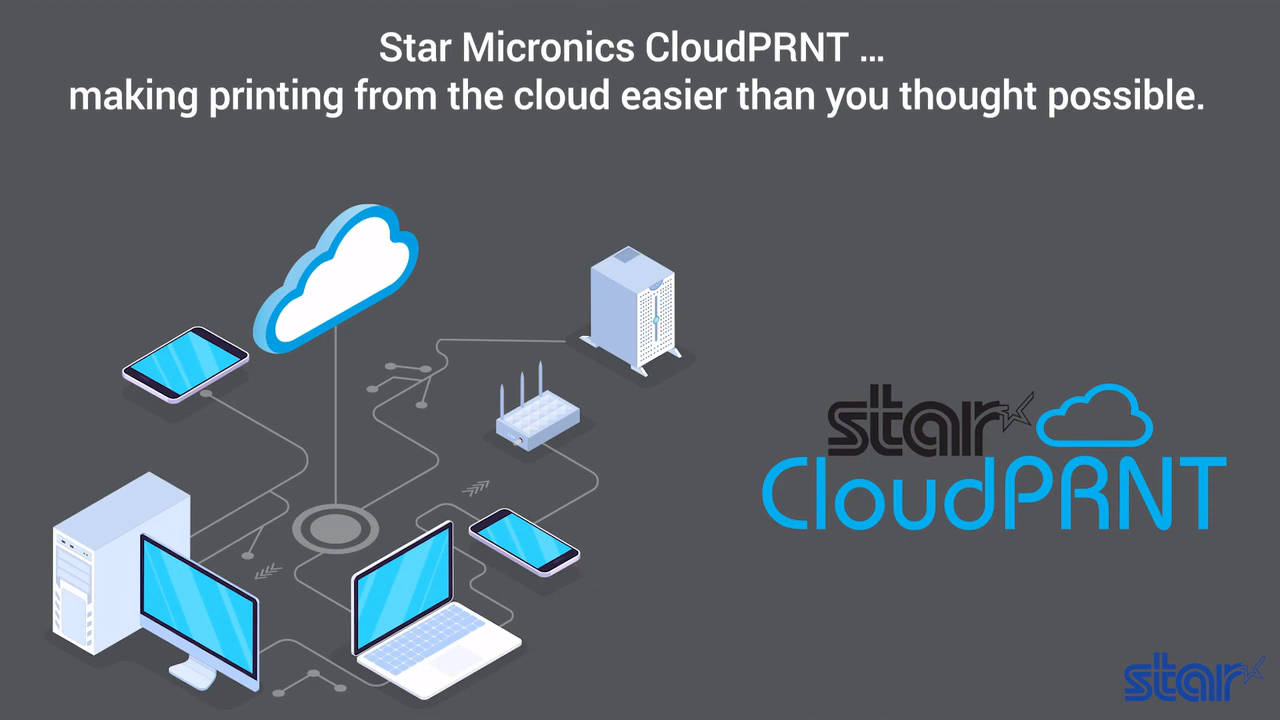 Star Micronics CloudPRNT ...
making printing from the cloud easier than you thought possible.
star
CloudPRNT
star